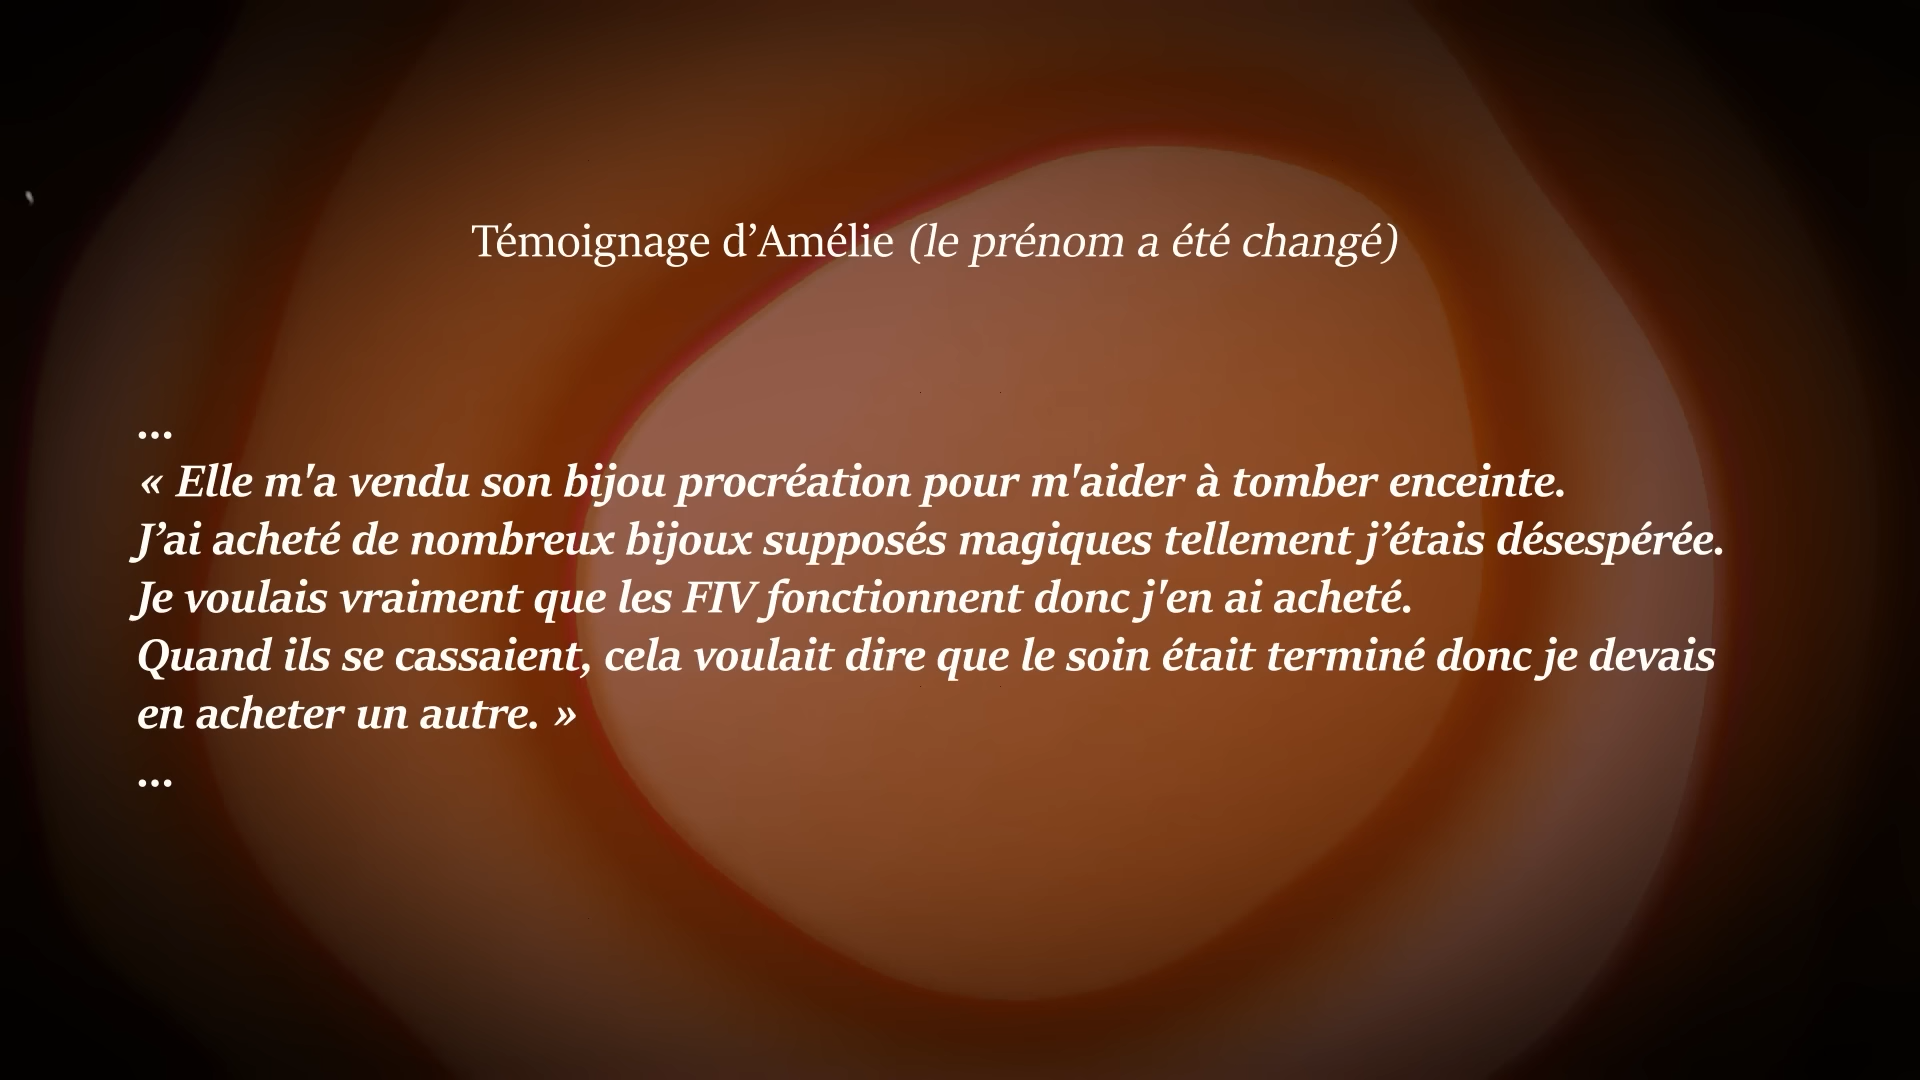 Témoignage d’Amélie (le prénom a été changé)
...
« Elle m'a vendu son bijou procréation pour m'aider à tomber enceinte.
J’ai acheté de nombreux bijoux supposés magiques tellement j’étais désespérée.
Je voulais vraiment que les FIV fonctionnent donc j'en ai acheté.
Quand ils se cassaient, cela voulait dire que le soin était terminé donc je devais
en acheter un autre. »
...